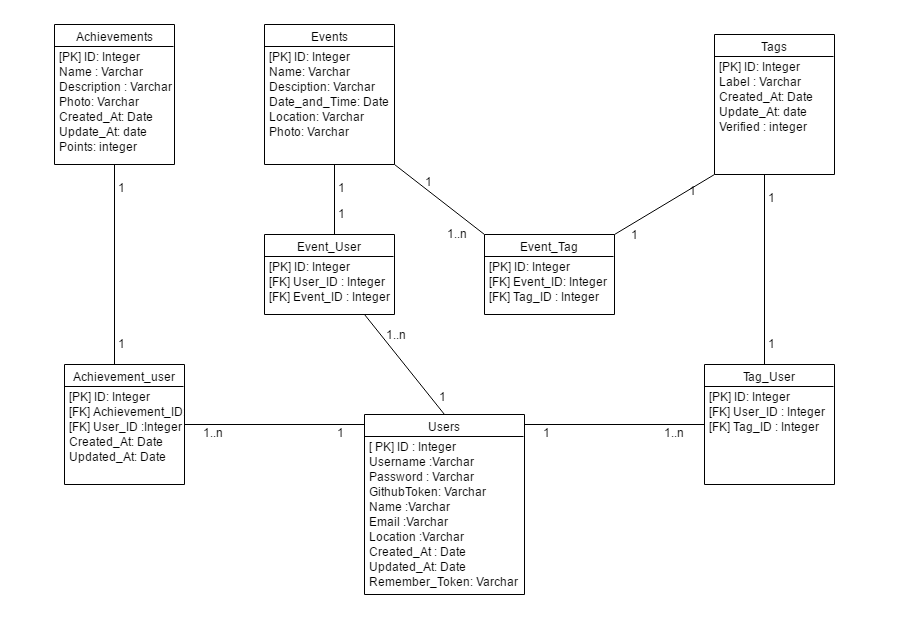 Achievements
[PK] ID: Integer
Name : Varchar
Description : Varchar
Photo: Varchar
Created_At: Date
Update_At: date
Points: integer
Events
[PK] ID: Integer
Name: Varchar
Desciption: Varchar
Date_and_Time: Date
Location: Varchar
Photo: Varchar
Tags
[PK] ID: Integer
Label : Varchar
Created_At: Date
Update_At: date
Verified : integer
1
1
1
1
1
1
1..n
1
Event_User
[PK] ID: Integer
[FK] User_ID : Integer
[FK] Event_ID : Integer
Event_Tag
[PK] ID: Integer
[FK] Event_ID: Integer
[FK] Tag_ID : Integer
1..n
1
1
1
Achievement_user
[PK] ID: Integer
[FK] Achievement_ID
[FK] User_ID :Integer
Created_At: Date
Updated_At: Date
Tag_User
[PK] ID: Integer
[FK] User_ID : Integer
[FK] Tag_ID : Integer
1..n
1
1
1..n
Users
[ PK] ID : Integer
Username :Varchar
Password : Varchar
GithubToken: Varchar
Name :Varchar
Email :Varchar
Location :Varchar
Created_At : Date
Updated_At: Date
Remember_Token: Varchar